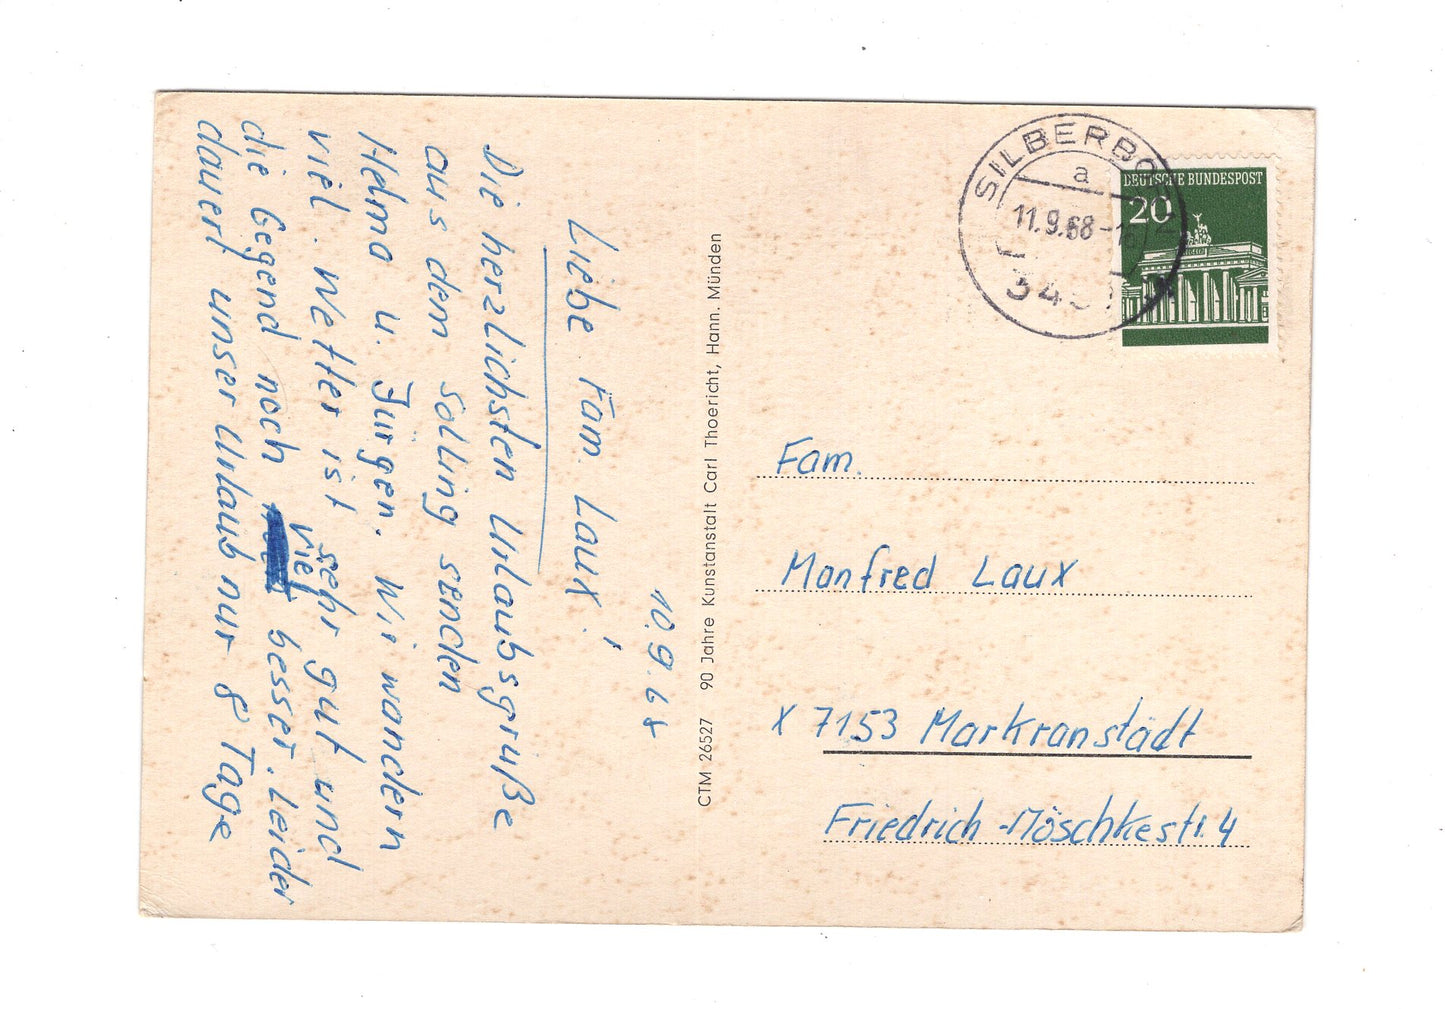 10.9.68
Liebe Fam. Laux!
Die herzlichsten Urlaubsgrüße
aus dem Solling senden
Helma u. Jürgen. Wir wandern
viel. Wetter ist sehr gut und
die Gegend noch viel besser. Leider
dauert unser Urlaub nur 8 Tage
CTM 26527 90 Jahre Kunstanstalt Carl Thoericht, Hann. Münden
SILBERBORN
a
11.9.68-18
DEUTSCHE BUNDESPOST
20
Fam.
Manfred Laux
X 7153 Markranstädt
Friedrich-Möschkestr. 4